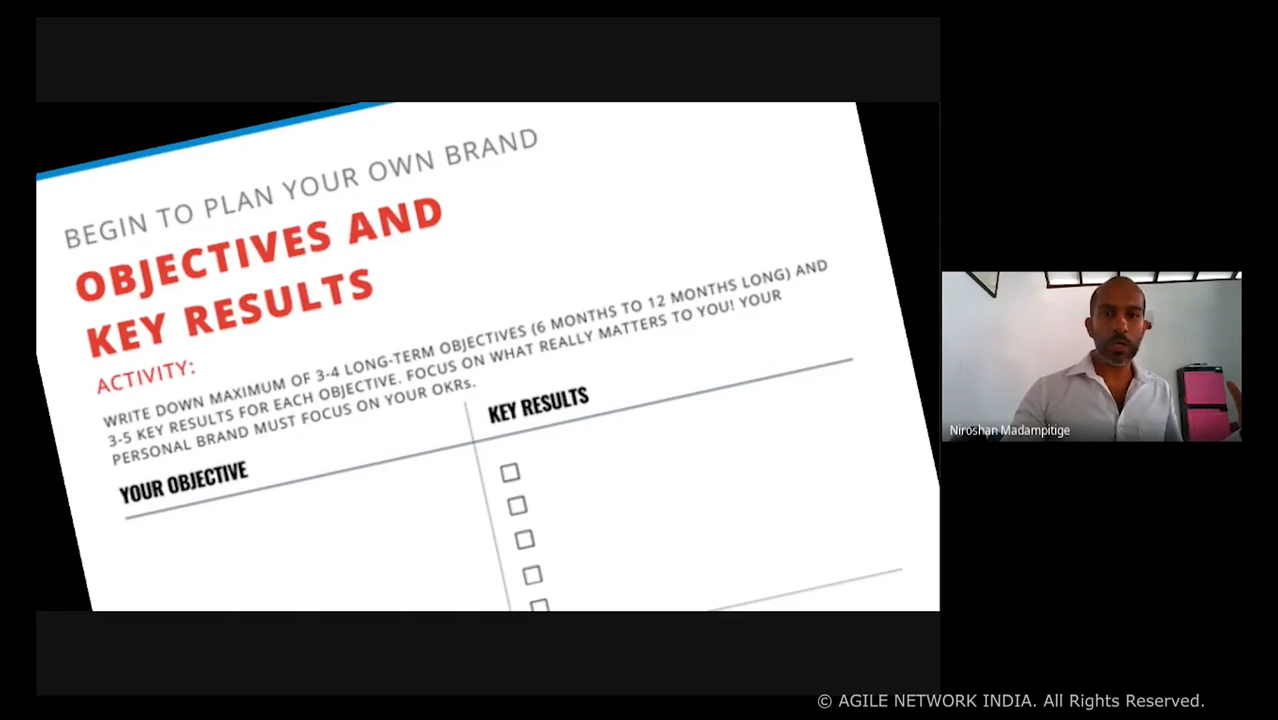 BEGIN TO PLAN YOUR OWN BRAND
OBJECTIVES AND
KEY RESULTS
ACTIVITY:
WRITE DOWN MAXIMUM OF 3-4 LONG-TERM OBJECTIVES (6 MONTHS TO 12 MONTHS LONG) AND
3-5 KEY RESULTS FOR EACH OBJECTIVE. FOCUS ON WHAT REALLY MATTERS TO YOU! YOUR
PERSONAL BRAND MUST FOCUS ON YOUR OKRs.
YOUR OBJECTIVE
KEY RESULTS
Niroshan Madampitige
© AGILE NETWORK INDIA. All Rights Reserved.